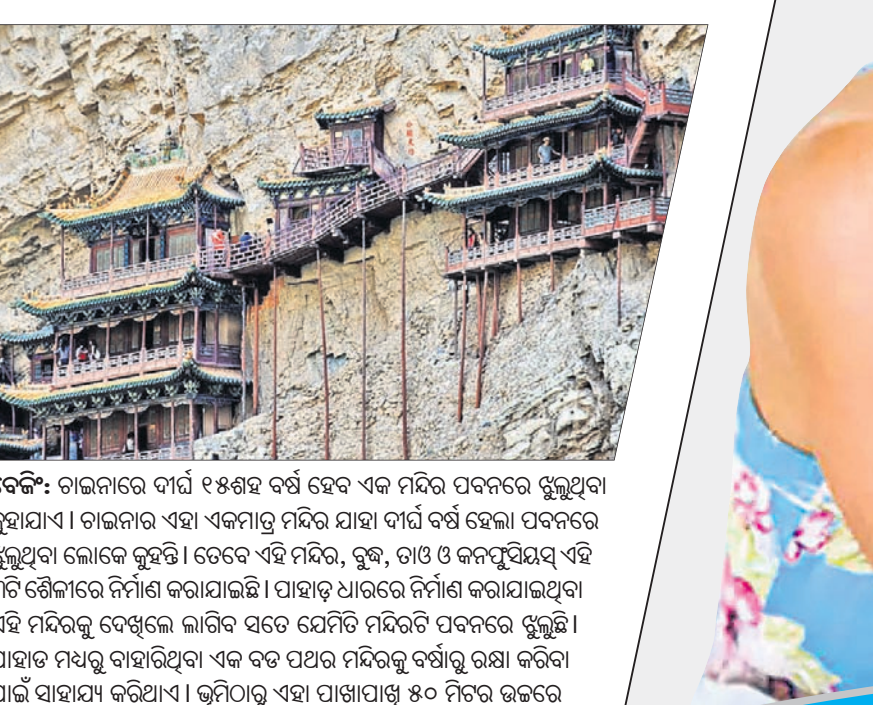 ବେଜିଂ: ଚାଇନାରେ ଦୀର୍ଘ ୧୫ଶହ ବର୍ଷ ହେବ ଏକ ମନ୍ଦିର ପବନରେ ଝୁଲୁଥିବା
କୁହାଯାଏ । ଚାଇନାର ଏହା ଏକମାତ୍ର ମନ୍ଦିର ଯାହା ଦୀର୍ଘ ବର୍ଷ ହେଲା ପବନରେ
ଝୁଲୁଥିବା ଲୋକେ କୁହନ୍ତି । ତେବେ ଏହି ମନ୍ଦିର, ବୁଦ୍ଧ, ତାଓ ଓ କନଫୁସିୟସ୍ ଏହି
ଶୈଳୀରେ ନିର୍ମାଣ କରାଯାଇଛି । ପାହାଡ଼ ଧାରରେ ନିର୍ମାଣ କରାଯାଇଥିବା
ଏହି ମନ୍ଦିରକୁ ଦେଖିଲେ ଲାଗିବ ସତେ ଯେମିତି ମନ୍ଦିରଟି ପବନରେ ଝୁଲୁଛି ।
ପାହାଡ ମଧ୍ୟରୁ ବାହାରିଥିବା ଏକ ବଡ ପଥର ମନ୍ଦିରକୁ ବର୍ଷାରୁ ରକ୍ଷା କରିବା
ପାଇଁ ସାହାଯ୍ୟ କରିଥାଏ । ଭୂମିଠାରୁ ଏହା ପାଖାପାଖି ୫୦ ମିଟର ଉଚ୍ଚରେ